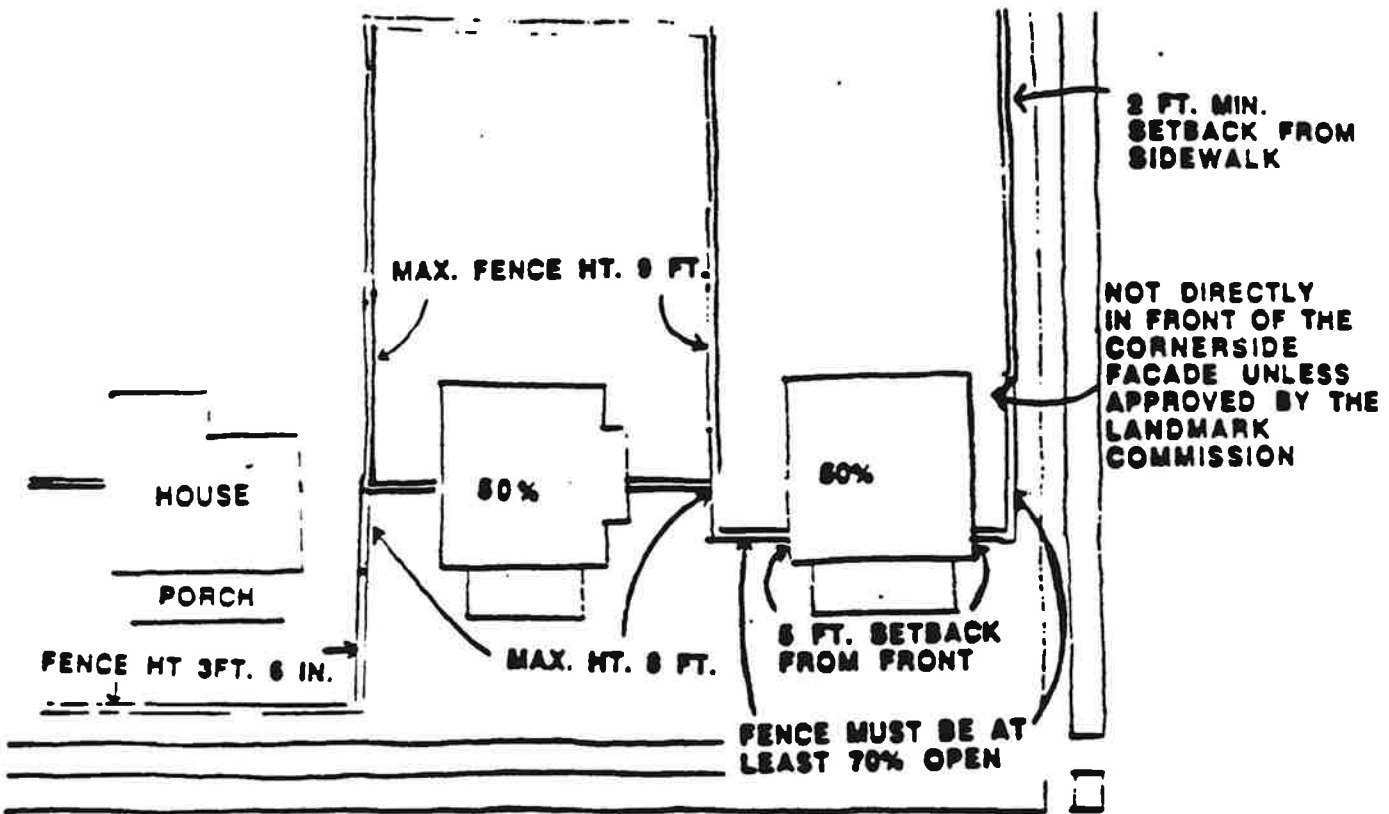 2 FT. MIN.
SETBACK FROM
SIDEWALK
MAX. FENCE HT. 9 FT.
NOT DIRECTLY
IN FRONT OF THE
CORNERSIDE
FACADE UNLESS
APPROVED BY THE
LANDMARK
COMMISSION
HOUSE
50%
50%
PORCH
FENCE HT 3FT. 6 IN.
MAX. HT. 8 FT.
5 FT. SETBACK
FROM FRONT
FENCE MUST BE AT
LEAST 70% OPEN